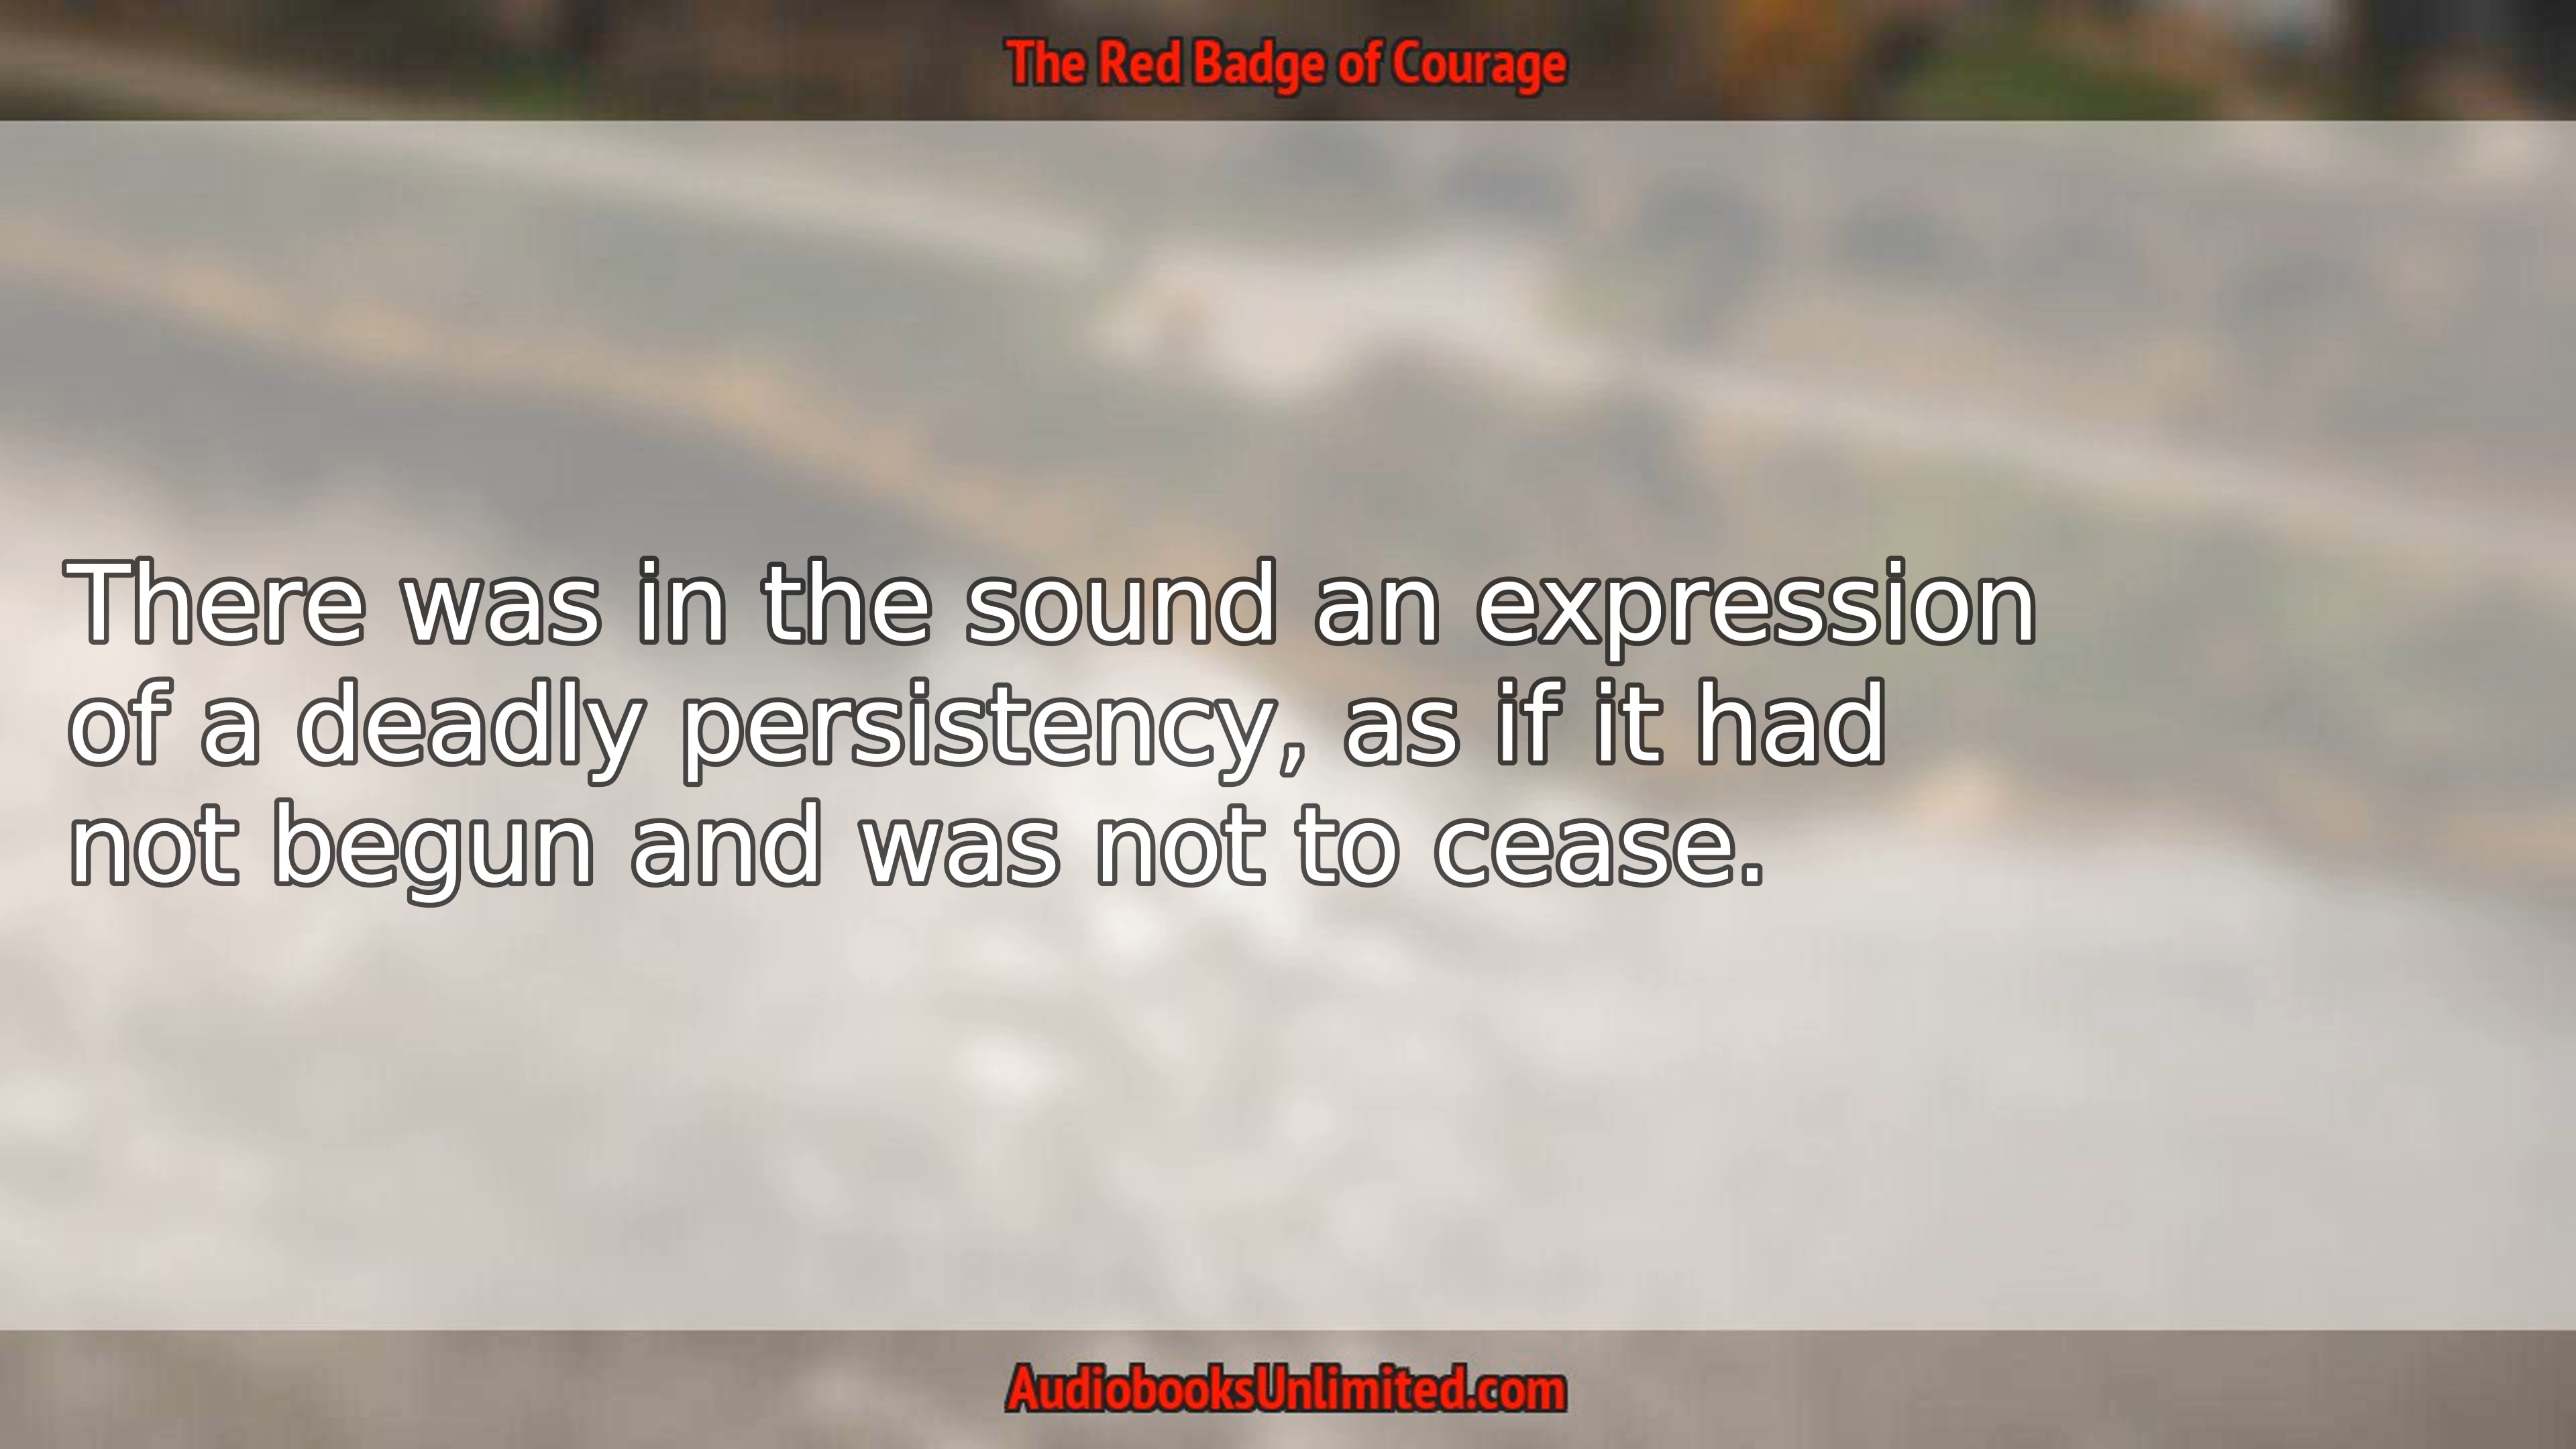 The Red Badge of Courage
There was in the sound an expression
of a deadly persistency, as if it had
not begun and was not to cease.
AudiobooksUnlimited.com